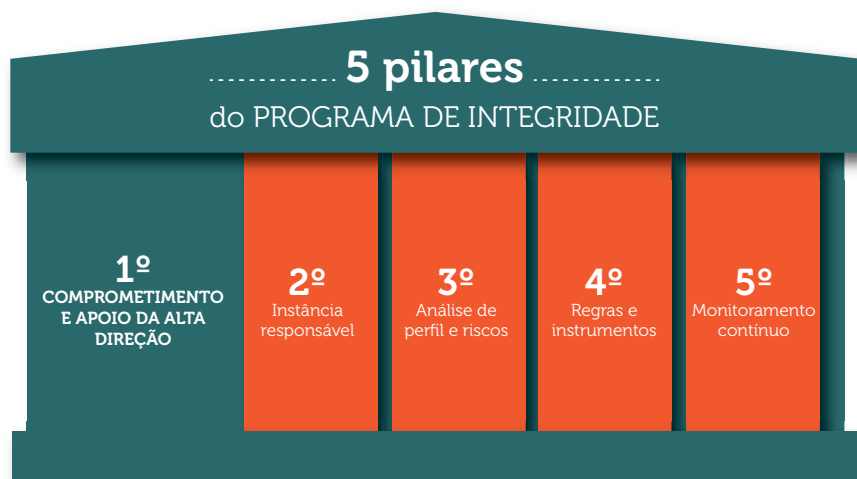 5 pilares
do PROGRAMA DE INTEGRIDADE
1º
COMPROMETIMENTO
E APOIO DA ALTA
DIREÇÃO
2º
Instância
responsável
3º
Análise de
perfil e riscos
4º
Regras e
instrumentos
5º
Monitoramento
contínuo